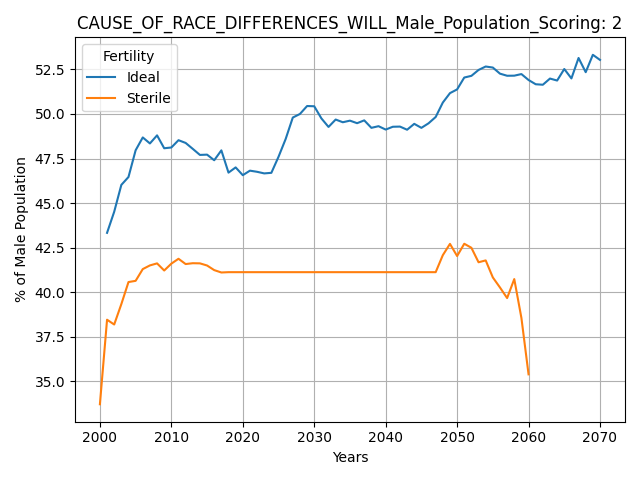 CAUSE_OF_RACE_DIFFERENCES_WILL_Male_Population_Scoring: 2
Fertility
Ideal
Sterile
% of Male Population
52.5
50.0
47.5
45.0
42.5
40.0
37.5
35.0
2000 2010 2020 2030 2040 2050 2060 2070
Years